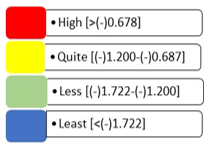 • High [>(-)0.678]
• Quite [(-)1.200-(-)0.687]
• Less [(-)1.722-(-)1.200]
• Least [<(-)1.722]